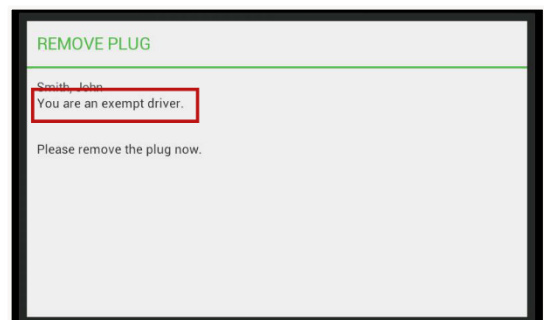 REMOVE PLUG
Smith, John
You are an exempt driver.
Please remove the plug now.